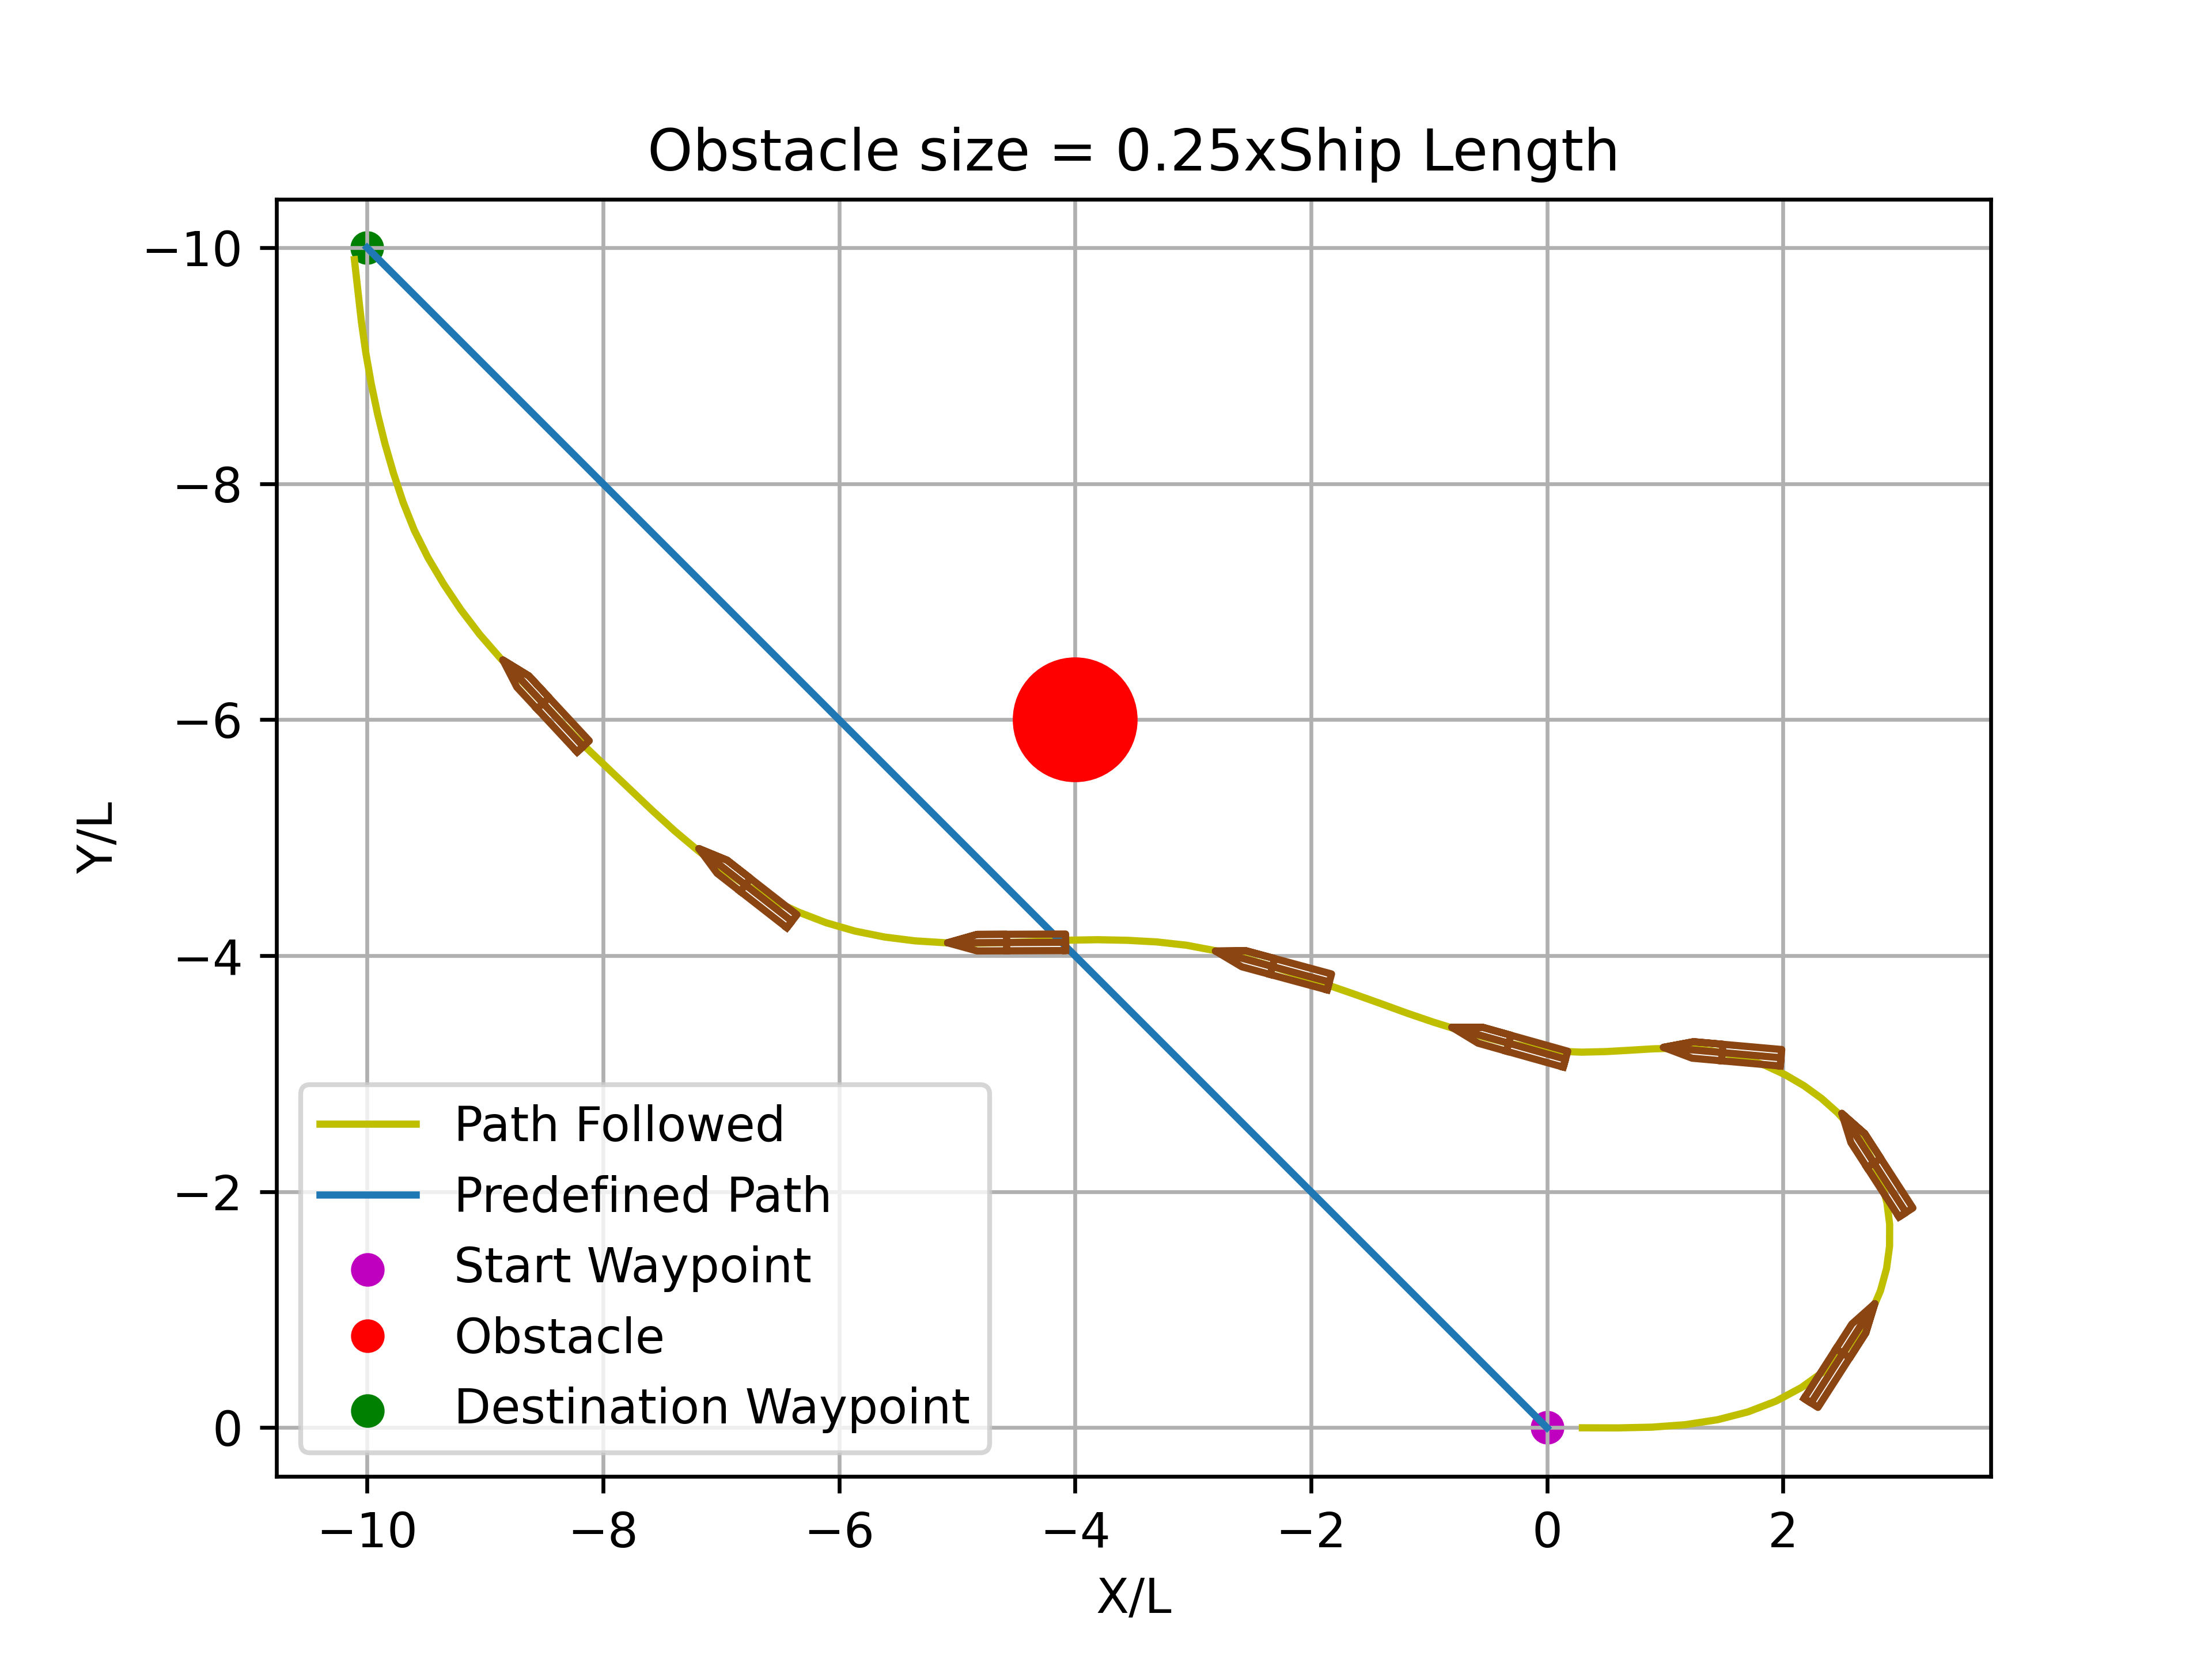 Obstacle size = 0.25xShip Length
−10
−8
−6
−4
−2
0
Y/L
Path Followed
Predefined Path
Start Waypoint
Obstacle
Destination Waypoint
−10 −8 −6 −4 −2 0 2
X/L